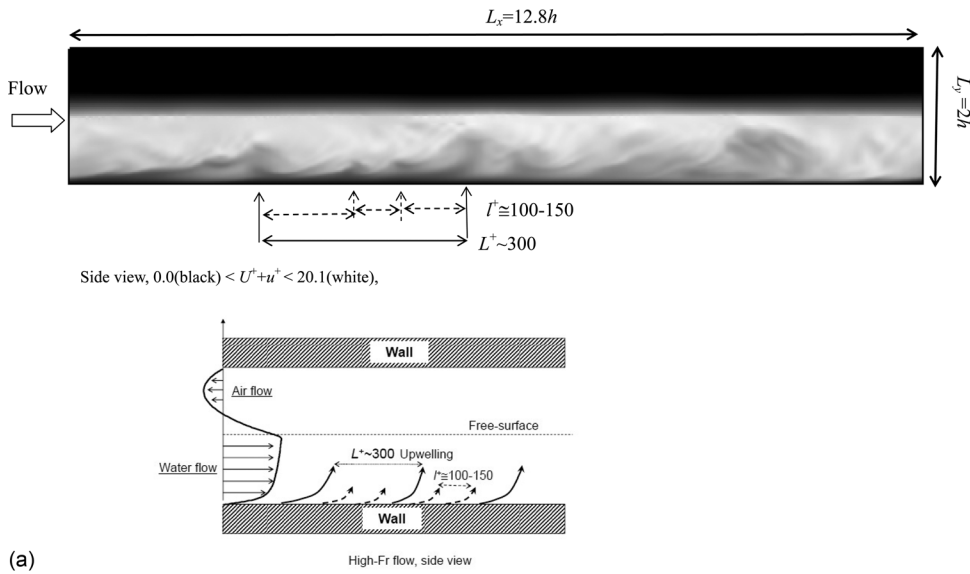 Lx=12.8h
Flow
Ly=2h
l+≅100-150
L+~300
Side view, 0.0(black) < U++u+ < 20.1(white),
Wall
Air flow
Free-surface
L+~300 Upwelling
Water flow
l+≅100-150
Wall
(a)
High-Fr flow, side view